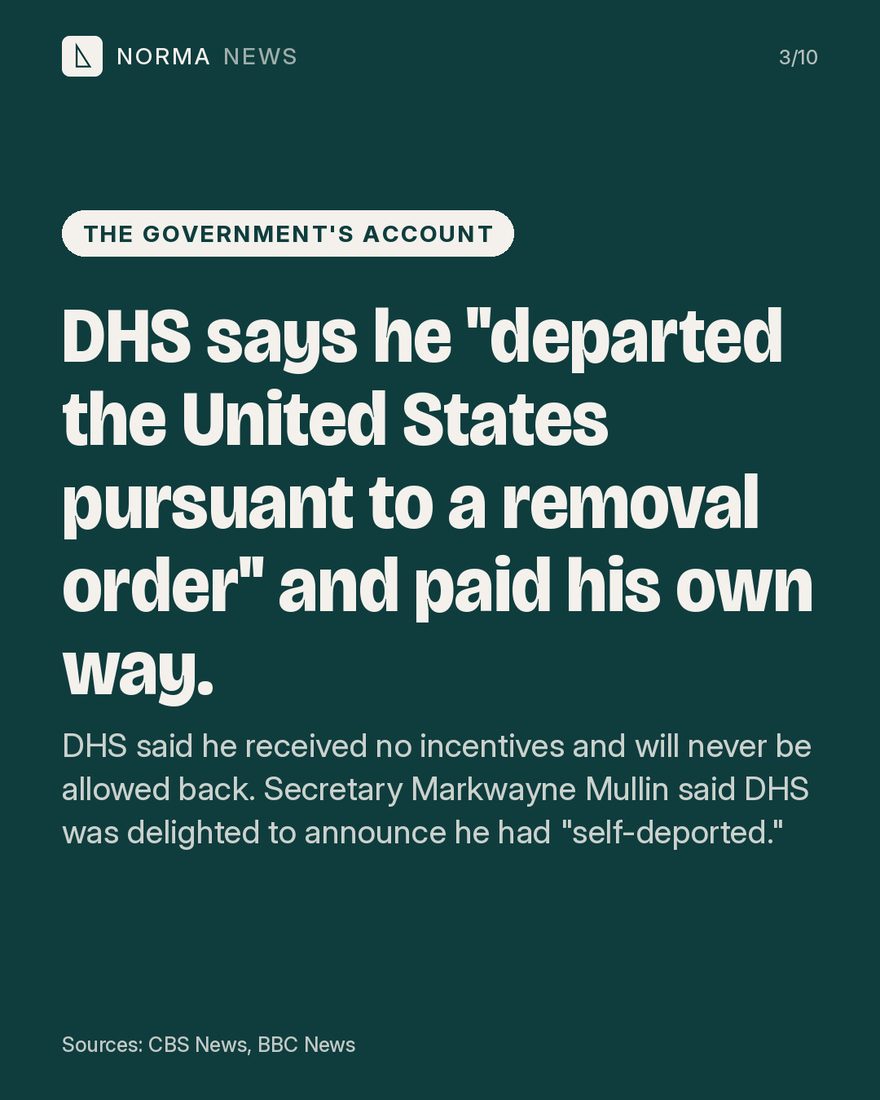 NORMA NEWS
3/10
THE GOVERNMENT'S ACCOUNT
DHS says he "departed
the United States
pursuant to a removal
order" and paid his own
way.
DHS said he received no incentives and will never be
allowed back. Secretary Markwayne Mullin said DHS
was delighted to announce he had "self-deported."
Sources: CBS News, BBC News